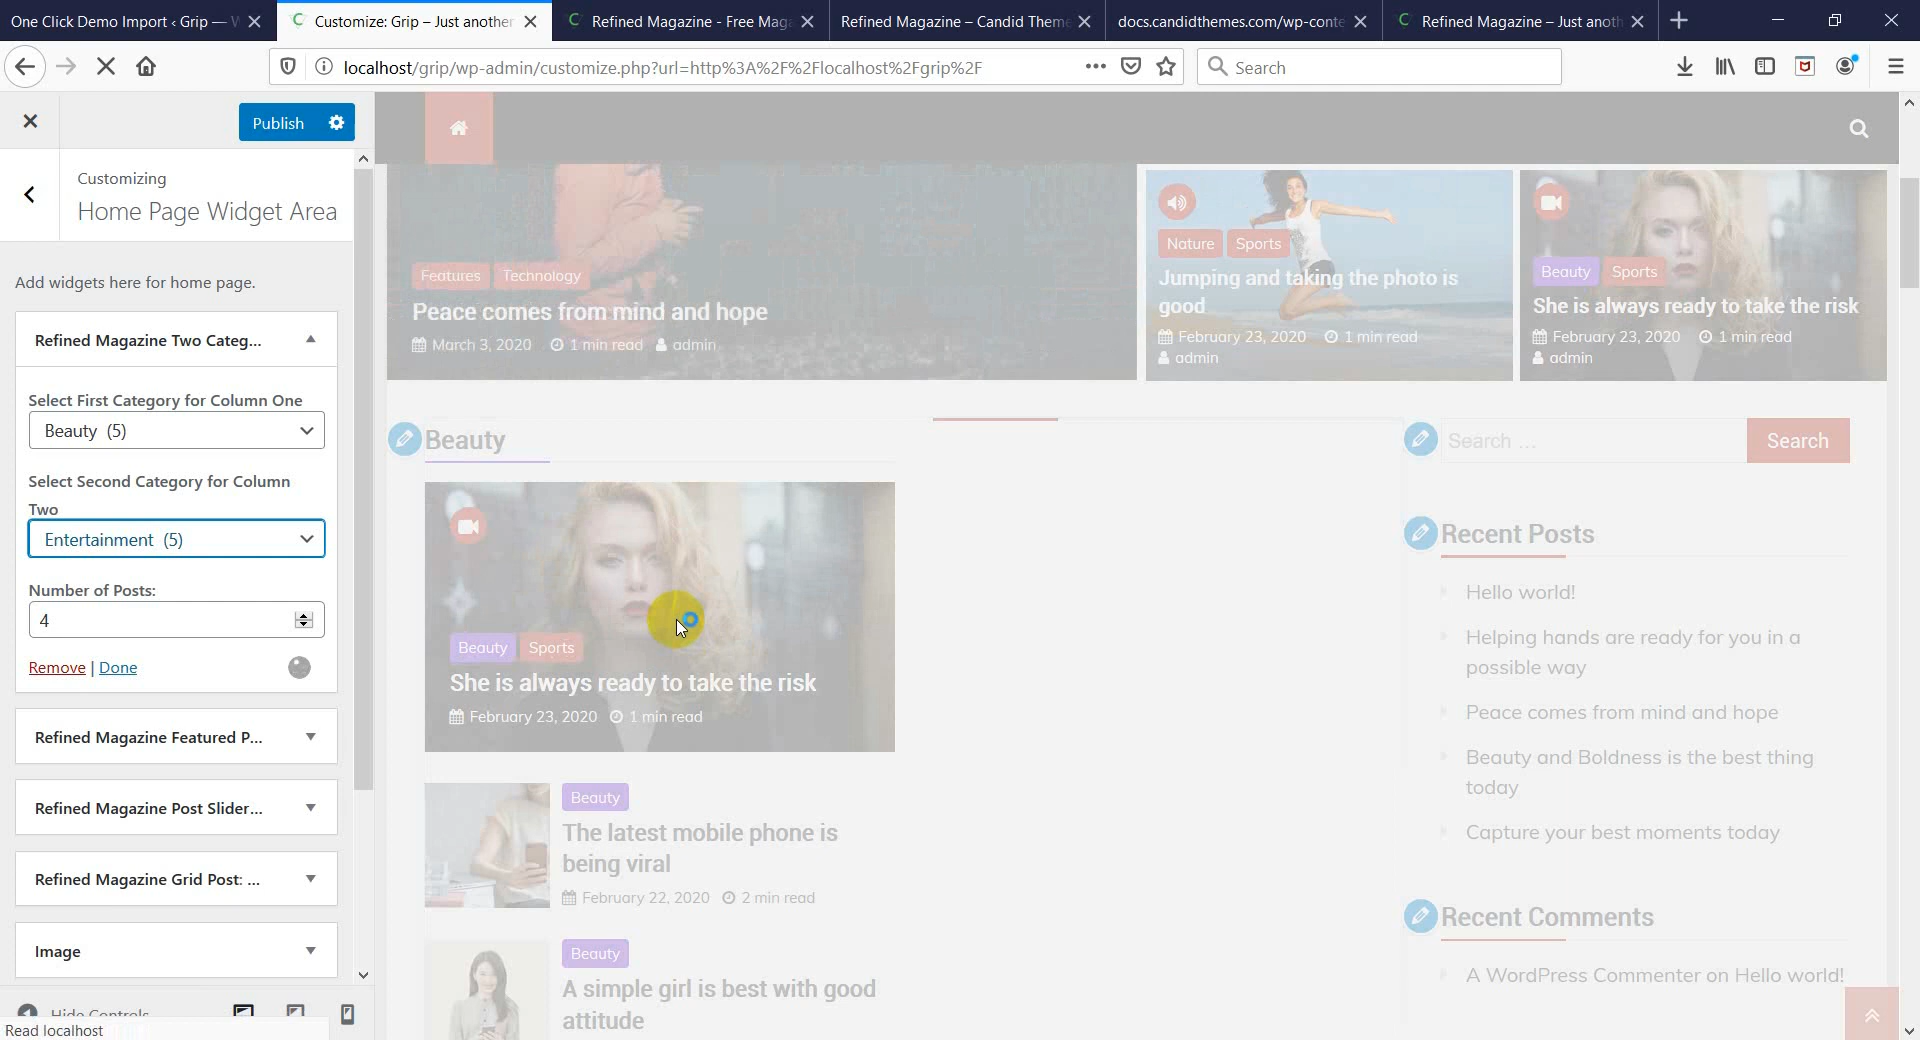 One Click Demo Import ‹ Grip —
Customize: Grip – Just another
Refined Magazine - Free Mag
Refined Magazine – Candid Theme
docs.candidthemes.com/wp-conte
Refined Magazine – Just anoth
localhost/grip/wp-admin/customize.php?url=http%3A%2F%2Flocalhost%2Fgrip%2F
Search
Publish
Customizing
Home Page Widget Area
Add widgets here for home page.
Refined Magazine Two Categ...
Select First Category for Column One
Beauty (5)
Select Second Category for Column
Two
Entertainment (5)
Number of Posts:
4
Remove | Done
Refined Magazine Featured P...
Refined Magazine Post Slider...
Refined Magazine Grid Post: ...
Image
Hide Controls
Read localhost
Features Technology
Peace comes from mind and hope
March 3, 2020 1 min read admin
Nature Sports
Jumping and taking the photo is
good
February 23, 2020 1 min read
admin
Beauty Sports
She is always ready to take the risk
February 23, 2020 1 min read
admin
Beauty
Beauty Sports
She is always ready to take the risk
February 23, 2020 1 min read
Beauty
The latest mobile phone is
being viral
February 22, 2020 2 min read
Beauty
A simple girl is best with good
attitude
Search ...
Search
Recent Posts
Hello world!
Helping hands are ready for you in a
possible way
Peace comes from mind and hope
Beauty and Boldness is the best thing
today
Capture your best moments today
Recent Comments
A WordPress Commenter on Hello world!